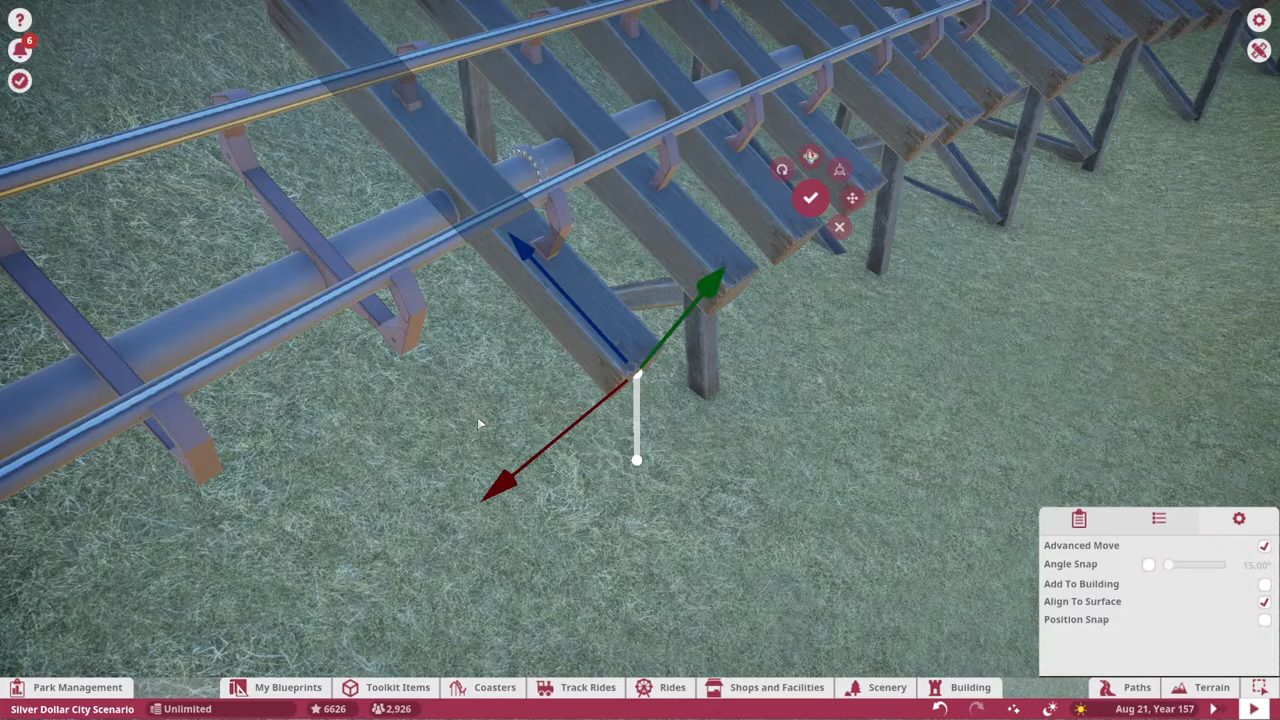 ?
6
Advanced Move
Angle Snap 15.00°
Add To Building
Align To Surface
Position Snap
Park Management My Blueprints Toolkit Items Coasters Track Rides Rides Shops and Facilities Scenery Building Paths Terrain
Silver Dollar City Scenario Unlimited 6626 2,926 Aug 21, Year 157